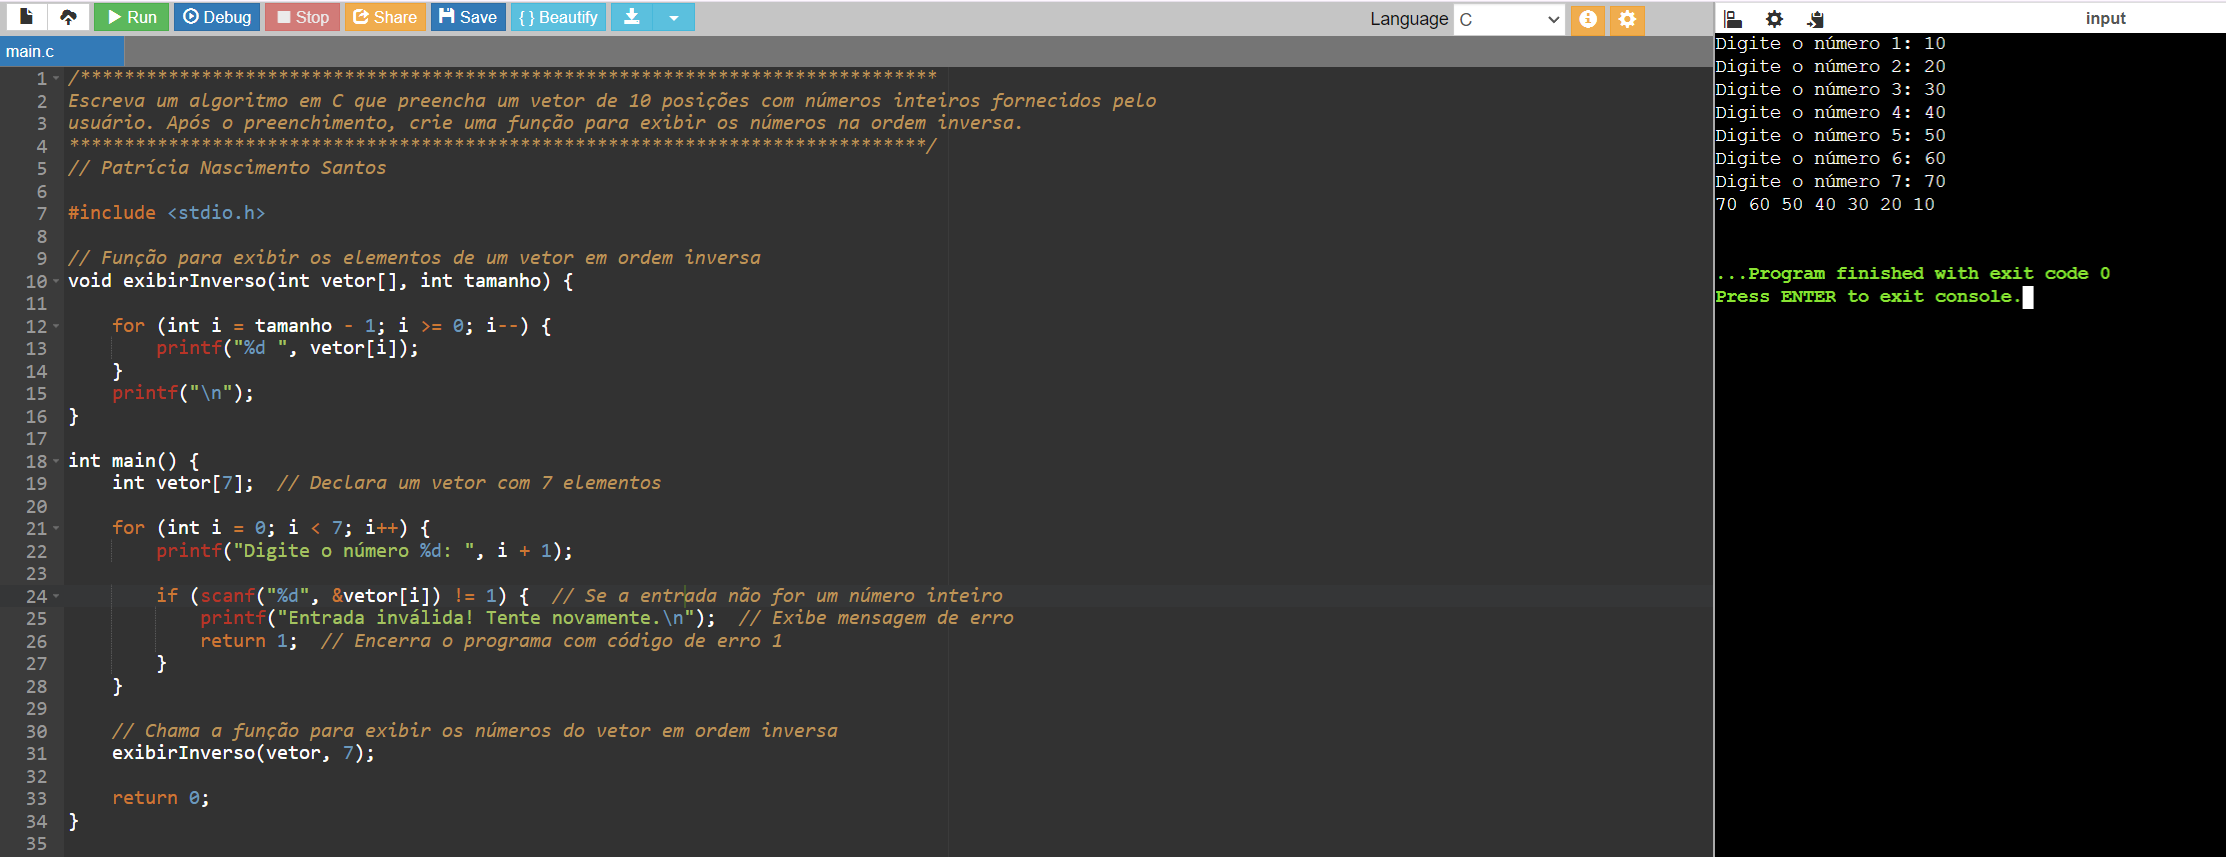 Run Debug Stop Share Save { } Beautify Language C
main.c
1 /******************************************************************************
2 Escreva um algoritmo em C que preencha um vetor de 10 posições com números inteiros fornecidos pelo
3 usuário. Após o preenchimento, crie uma função para exibir os números na ordem inversa.
4 ******************************************************************************/
5 // Patrícia Nascimento Santos
6
7 #include <stdio.h>
8
9 // Função para exibir os elementos de um vetor em ordem inversa
10 void exibirInverso(int vetor[], int tamanho) {
11
12     for (int i = tamanho - 1; i >= 0; i--) {
13         printf("%d ", vetor[i]);
14     }
15     printf("\n");
16 }
17
18 int main() {
19     int vetor[7];  // Declara um vetor com 7 elementos
20
21     for (int i = 0; i < 7; i++) {
22         printf("Digite o número %d: ", i + 1);
23
24         if (scanf("%d", &vetor[i]) != 1) {  // Se a entrada não for um número inteiro
25             printf("Entrada inválida! Tente novamente.\n");  // Exibe mensagem de erro
26             return 1;  // Encerra o programa com código de erro 1
27         }
28     }
29
30     // Chama a função para exibir os números do vetor em ordem inversa
31     exibirInverso(vetor, 7);
32
33     return 0;
34 }
35
input
Digite o número 1: 10
Digite o número 2: 20
Digite o número 3: 30
Digite o número 4: 40
Digite o número 5: 50
Digite o número 6: 60
Digite o número 7: 70
70 60 50 40 30 20 10
...Program finished with exit code 0
Press ENTER to exit console.